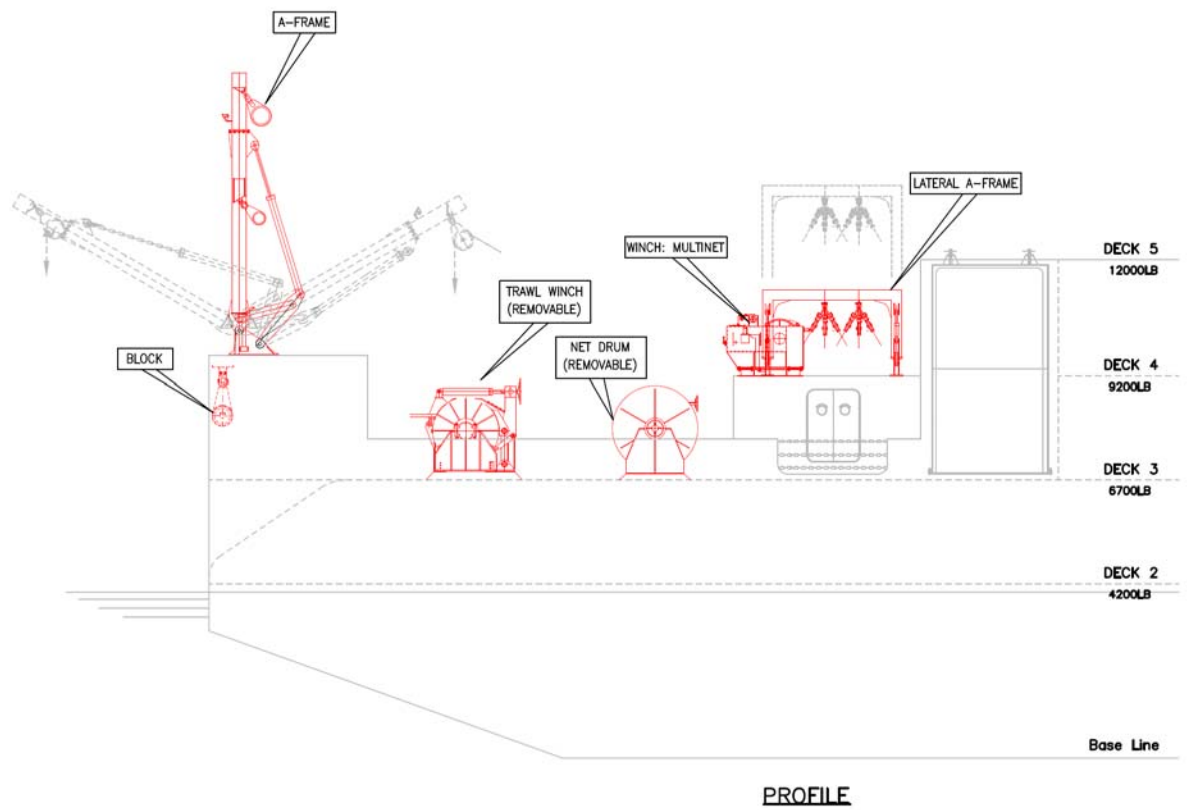 A-FRAME
LATERAL A-FRAME
WINCH: MULTINET
DECK 5
12000LB
TRAWL WINCH
(REMOVABLE)
NET DRUM
(REMOVABLE)
BLOCK
DECK 4
9200LB
DECK 3
6700LB
DECK 2
4200LB
Base Line
PROFILE